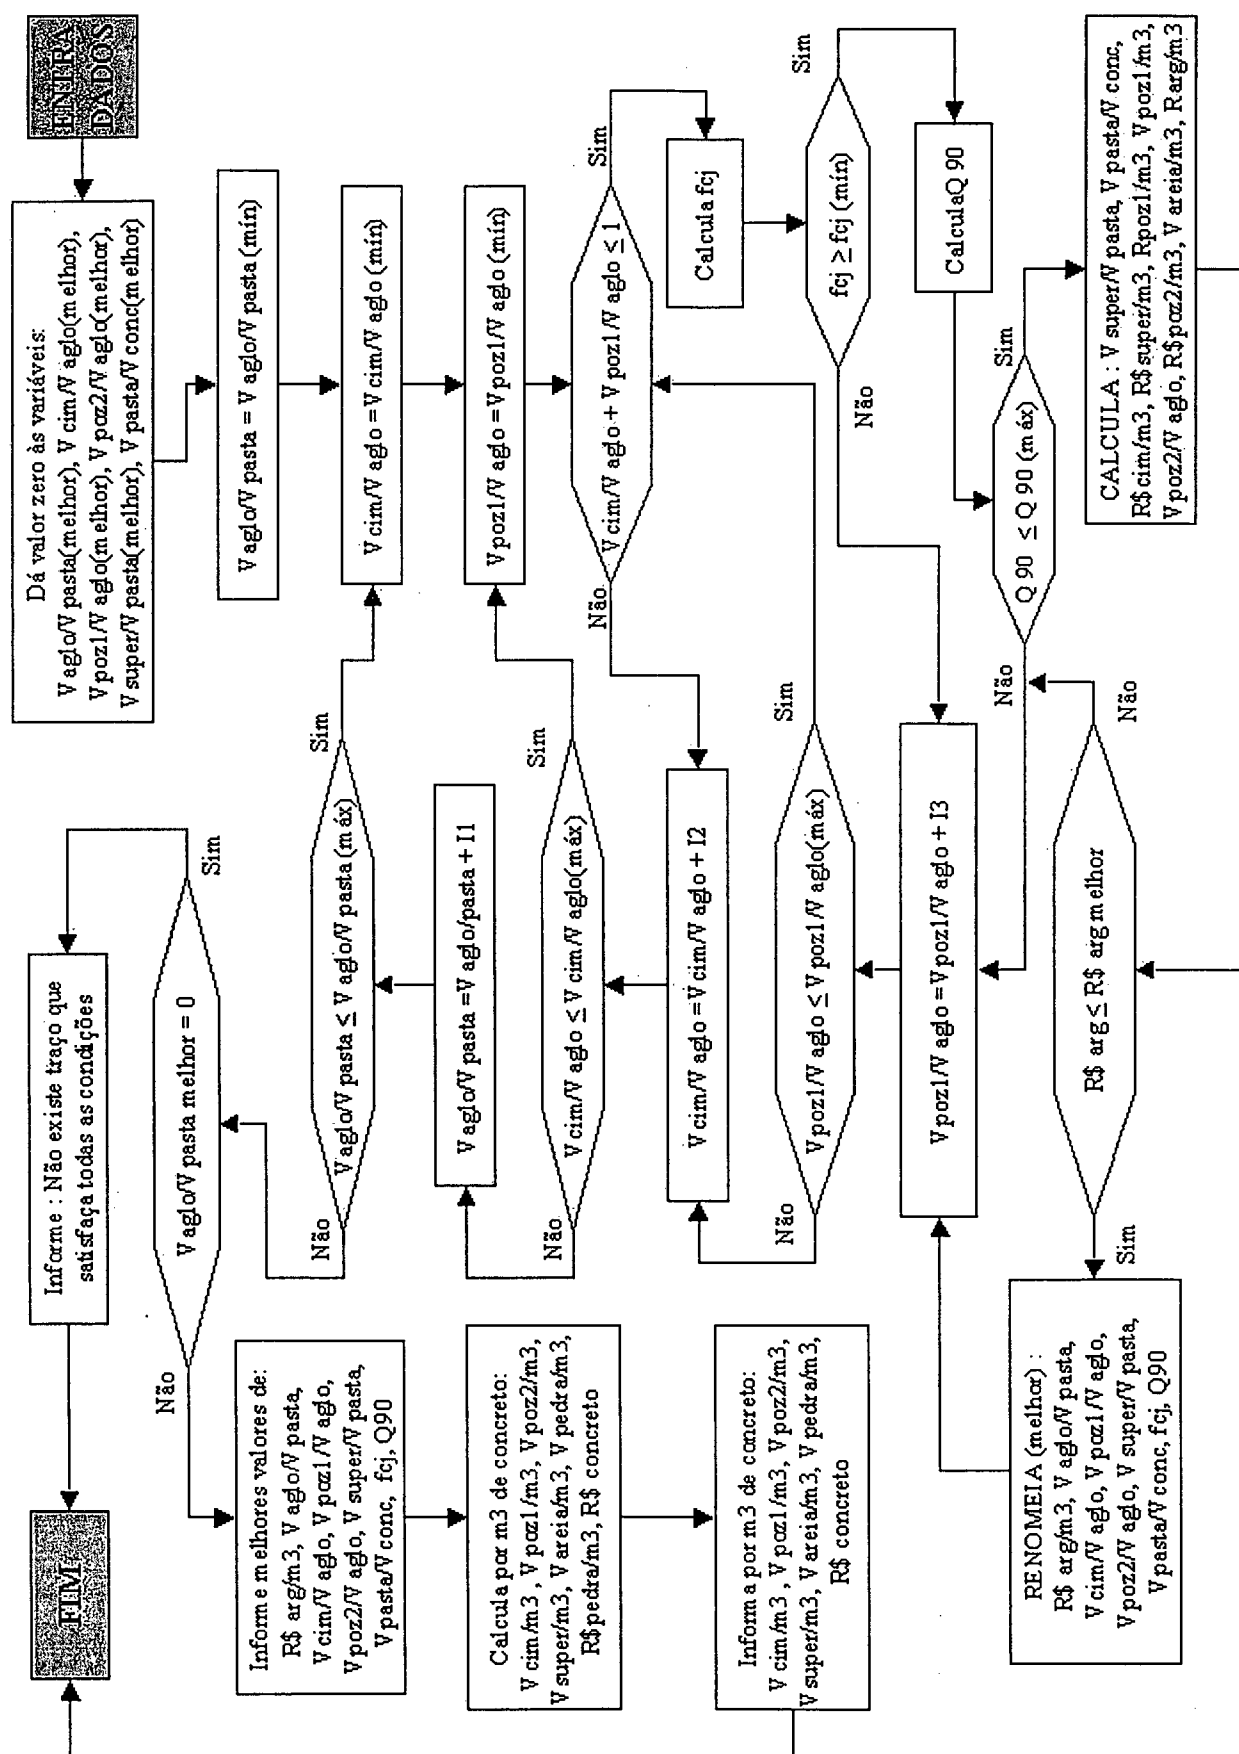 ENTRA
DADOS
Dá valor zero às variáveis:
V aglo/V pasta(melhor), V cim/V aglo(melhor),
V poz1/V aglo(melhor), V poz2/V aglo(melhor),
V super/V pasta(melhor), V pasta/V conc(melhor)
V aglo/V pasta = V aglo/V pasta (mín)
V cim/V aglo = V cim/V aglo (mín)
V poz1/V aglo = V poz1/V aglo (mín)
V cim/V aglo + V poz1/V aglo ≤ 1
Sim
Não
Calcula fcj
fcj ≥ fcj (mín)
Sim
Não
Calcula Q 90
Q 90 ≤ Q 90 (máx)
Sim
Não
CALCULA : V super/V pasta, V pasta/V conc,
R$ cim/m3, R$ super/m3, Rpoz1/m3, V poz1/m3,
V poz2/V aglo, R$ poz2/m3, V areia/m3, Rarg/m3
R$ arg ≤ R$ arg melhor
Não
Sim
RENOMEIA (melhor) :
R$ arg/m3, V aglo/V pasta,
V cim/V aglo, V poz1/V aglo,
V poz2/V aglo, V super/V pasta,
V pasta/V conc, fcj, Q90
V poz1/V aglo = V poz1/V aglo + I3
V poz1/V aglo ≤ V poz1/V aglo(máx)
Sim
Não
V cim/V aglo = V cim/V aglo + I2
V cim/V aglo ≤ V cim/V aglo(máx)
Sim
Não
V aglo/V pasta = V aglo/pasta + I1
V aglo/V pasta ≤ V aglo/V pasta (máx)
Sim
Não
V aglo/V pasta melhor = 0
Sim
Não
Informe : Não existe traço que
satisfaça todas as condições
FIM
Informe melhores valores de:
R$ arg/m3, V aglo/V pasta,
V cim/V aglo, V poz1/V aglo,
V poz2/V aglo, V super/V pasta,
V pasta/V conc, fcj, Q90
Calcula por m3 de concreto:
V cim/m3, V poz1/m3, V poz2/m3,
V super/m3, V areia/m3, V pedra/m3,
R$ pedra/m3, R$ concreto
Informa por m3 de concreto:
V cim/m3, V poz1/m3, V poz2/m3,
V super/m3, V areia/m3, V pedra/m3,
R$ concreto